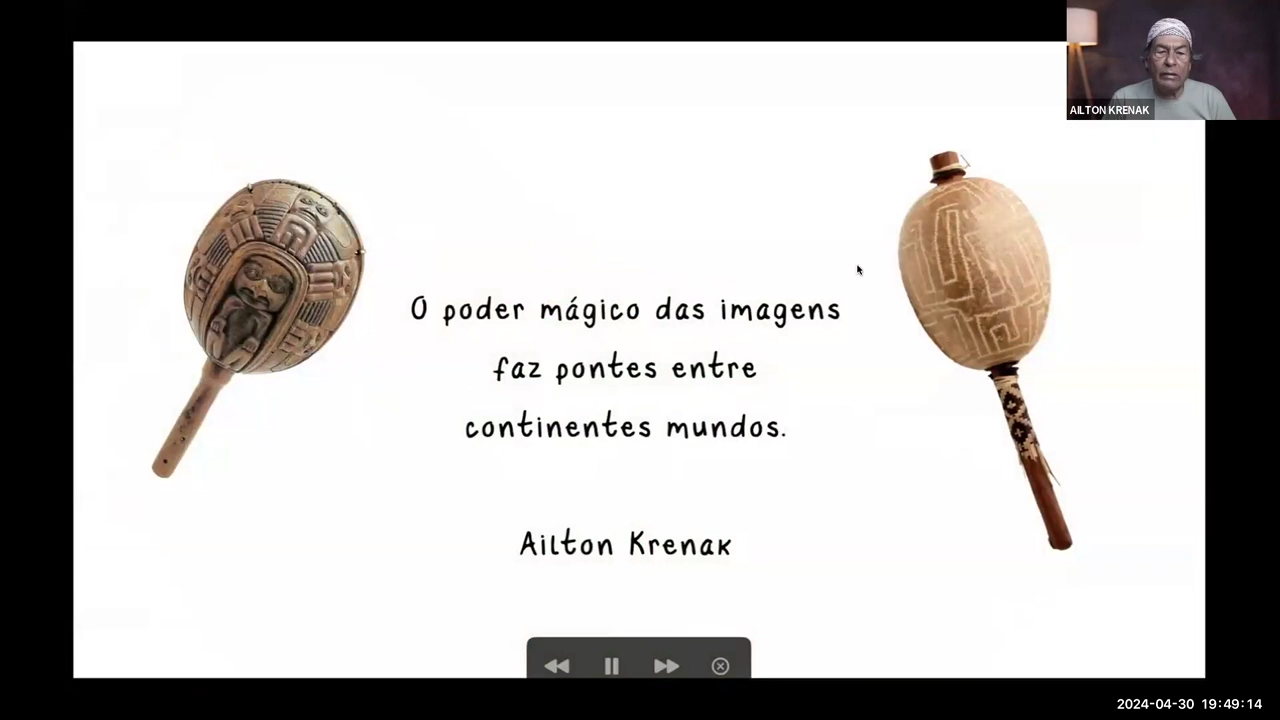 AILTON KRENAK
O poder mágico das imagens
faz pontes entre
continentes mundos.
Ailton Krenak
2024-04-30 19:49:14